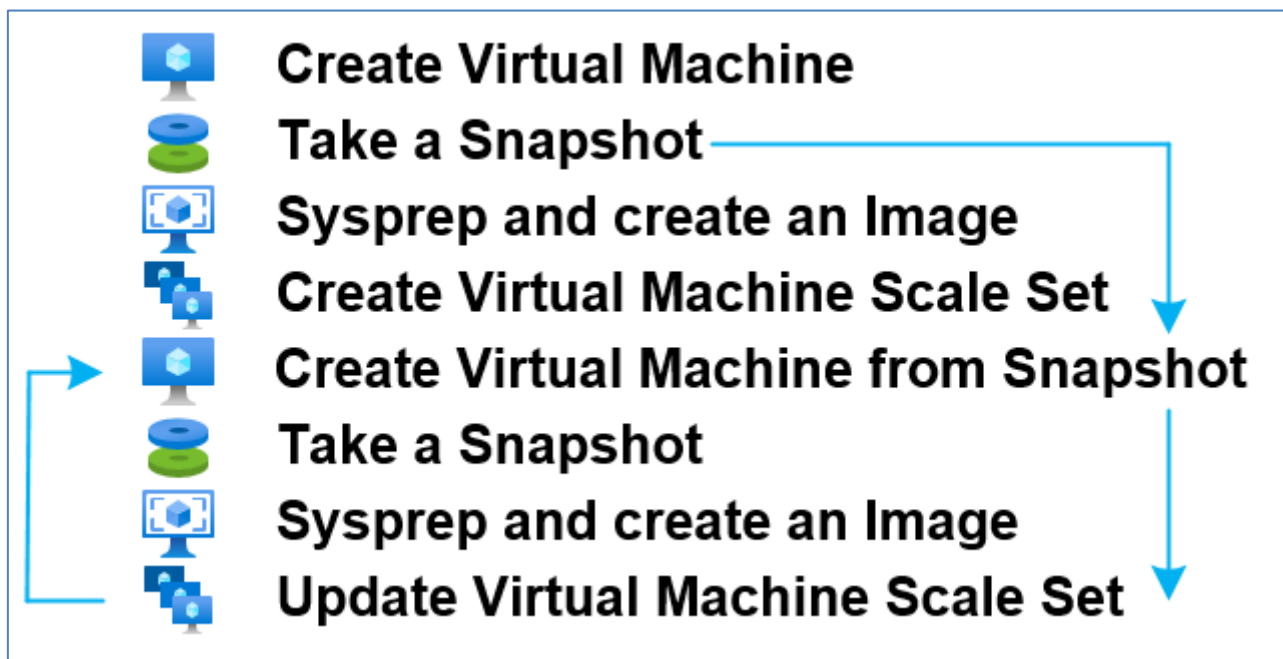 Create Virtual Machine
Take a Snapshot
Sysprep and create an Image
Create Virtual Machine Scale Set
Create Virtual Machine from Snapshot
Take a Snapshot
Sysprep and create an Image
Update Virtual Machine Scale Set